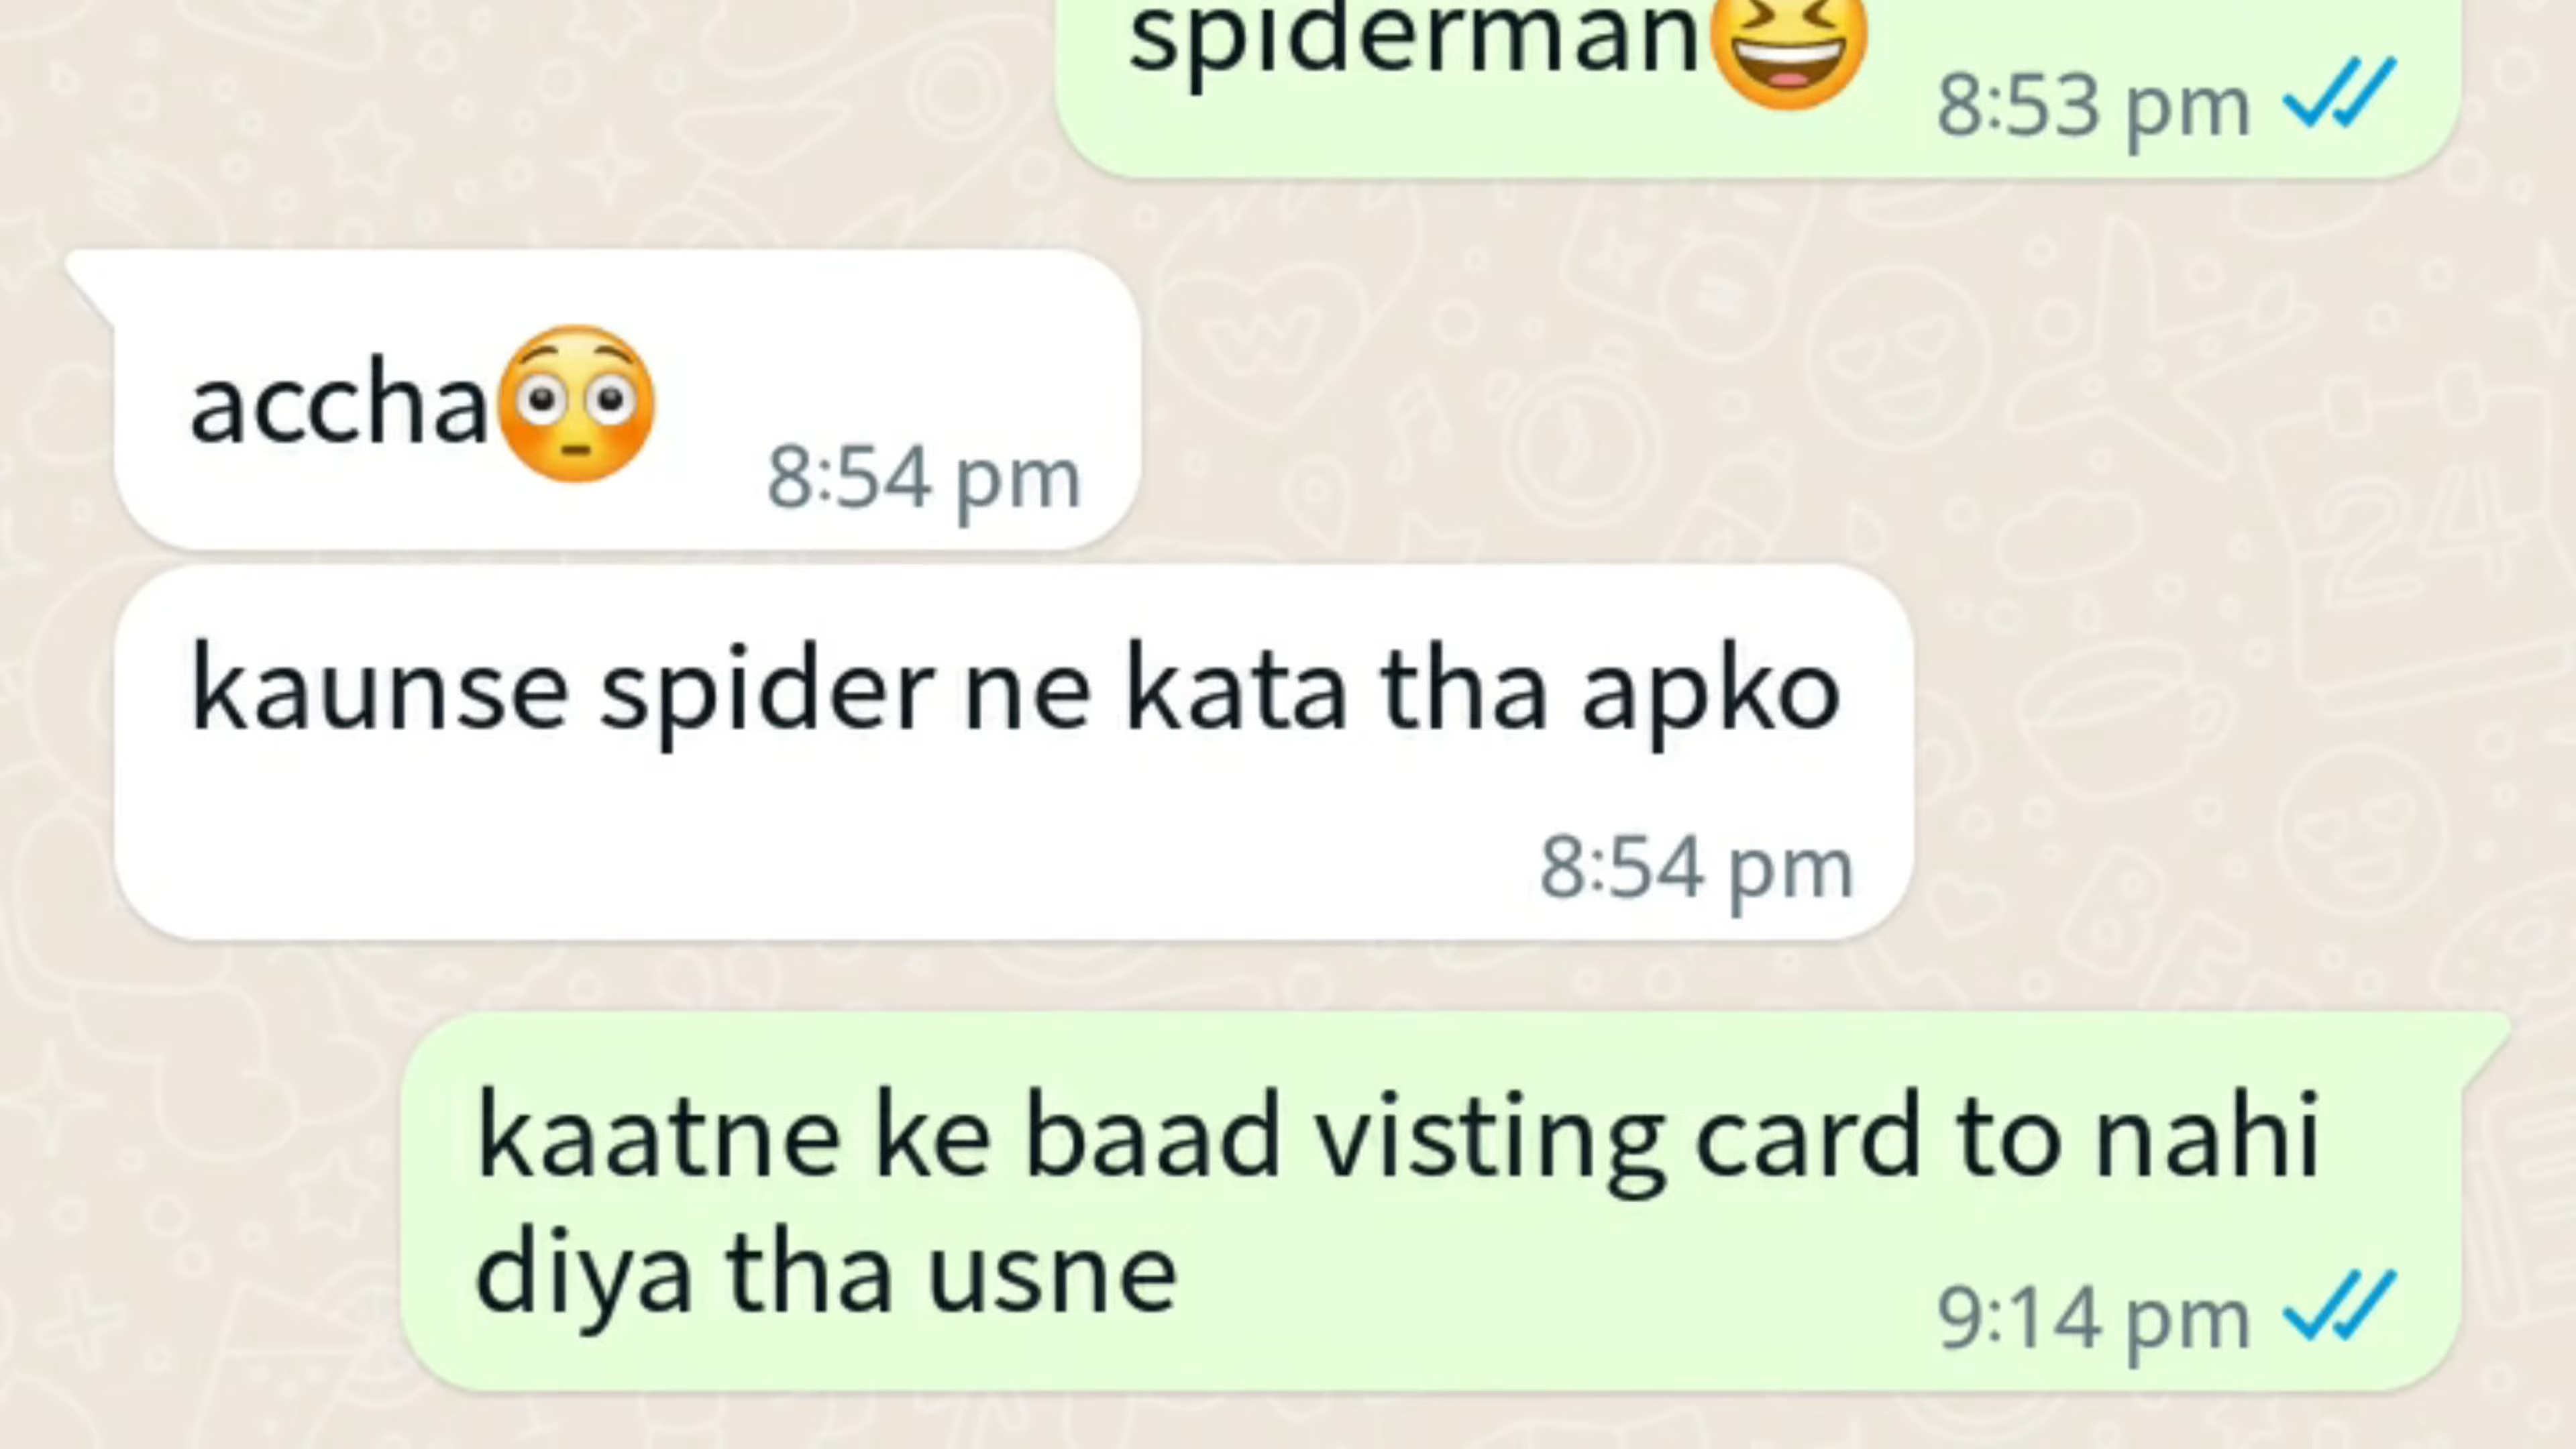 spiderman😆
8:53 pm
accha😳
8:54 pm
kaunse spider ne kata tha apko
8:54 pm
kaatne ke baad visting card to nahi
diya tha usne
9:14 pm